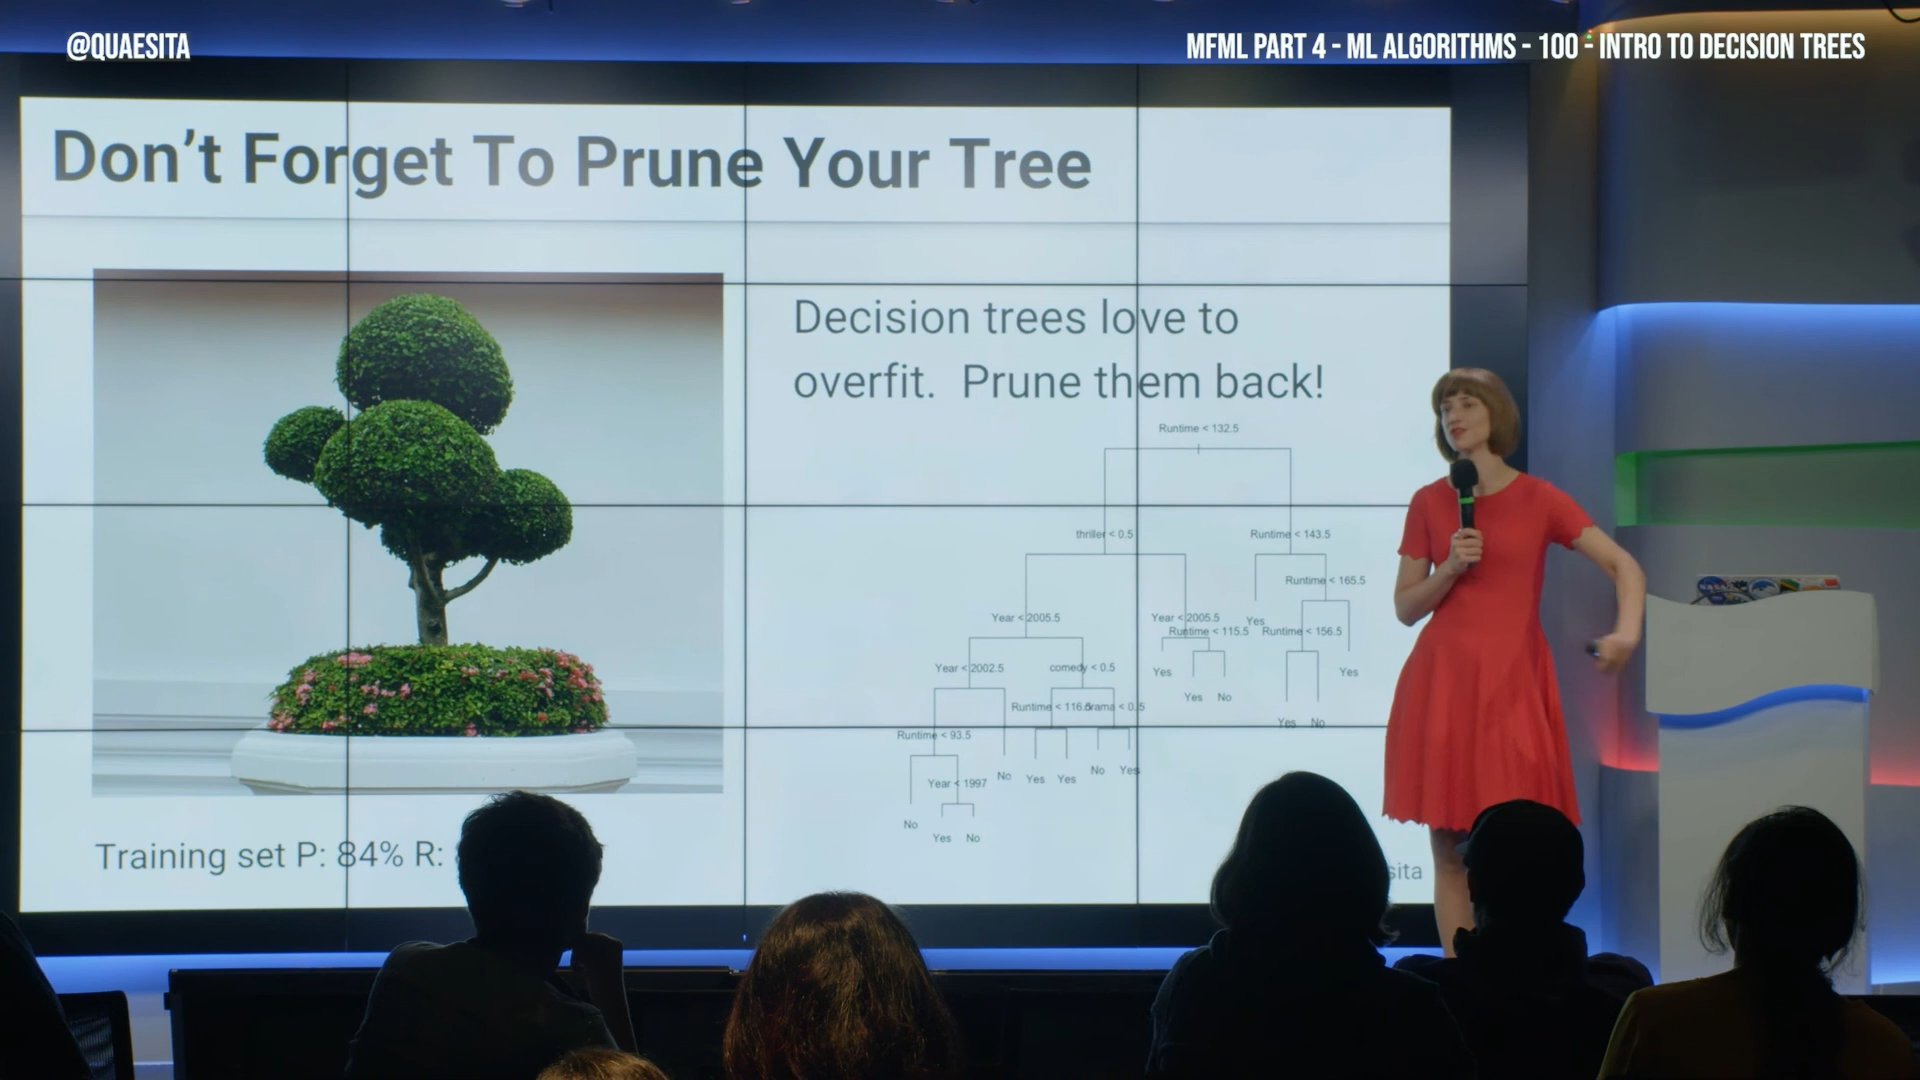 @QUAESITA
MFML PART 4 - ML ALGORITHMS - 100 - INTRO TO DECISION TREES
Don't Forget To Prune Your Tree
Decision trees love to
overfit. Prune them back!
Runtime < 132.5
thriller < 0.5
Runtime < 143.5
Runtime < 165.5
Year < 2005.5
Year < 2005.5
Yes
Runtime < 115.5
Runtime < 156.5
Year < 2002.5
comedy < 0.5
Yes
Yes
Yes
No
Runtime < 116.5
drama < 0.5
Yes
No
Runtime < 93.5
No
Yes
Yes
No
Yes
Year < 1997
No
Yes
No
Training set P: 84% R:
sita
NASA